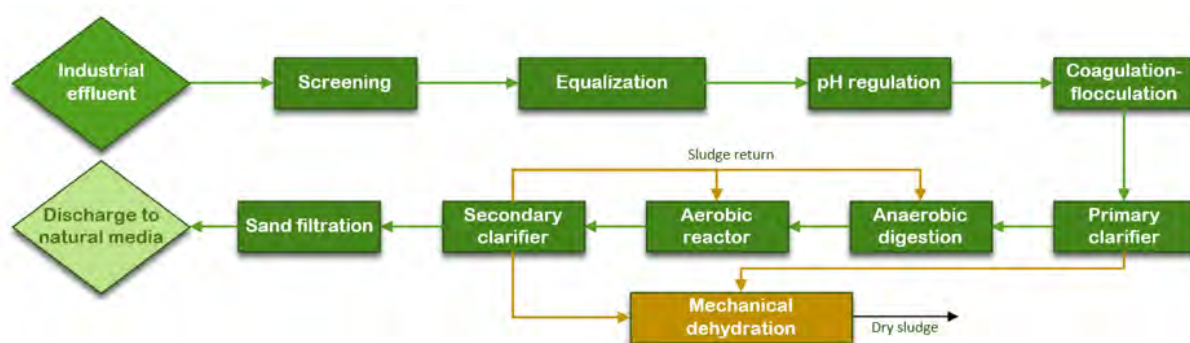 Industrial
effluent
Screening
Equalization
pH regulation
Coagulation-
flocculation
Sludge return
Discharge to
natural media
Sand filtration
Secondary
clarifier
Aerobic
reactor
Anaerobic
digestion
Primary
clarifier
Mechanical
dehydration
Dry sludge